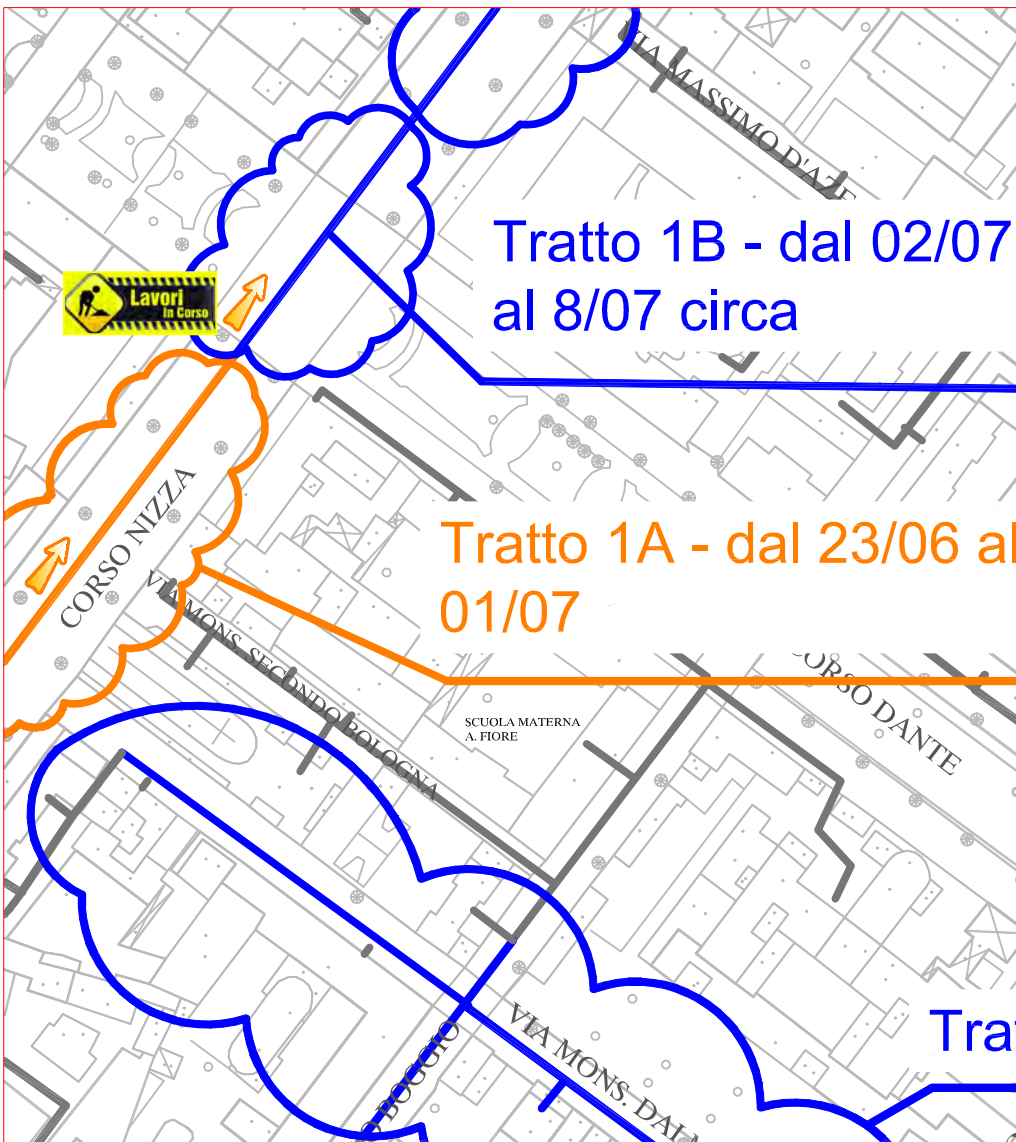 VIA MASSIMO D'AZE
Tratto 1B - dal 02/07
al 8/07 circa
Lavori
In Corso
CORSO NIZZA
Tratto 1A - dal 23/06 al
01/07
VIA MONS. SECONDO BOLOGNA
CORSO DANTE
SCUOLA MATERNA
A. FIORE
Trat
VIA MONS. DALM
O BOGGIO